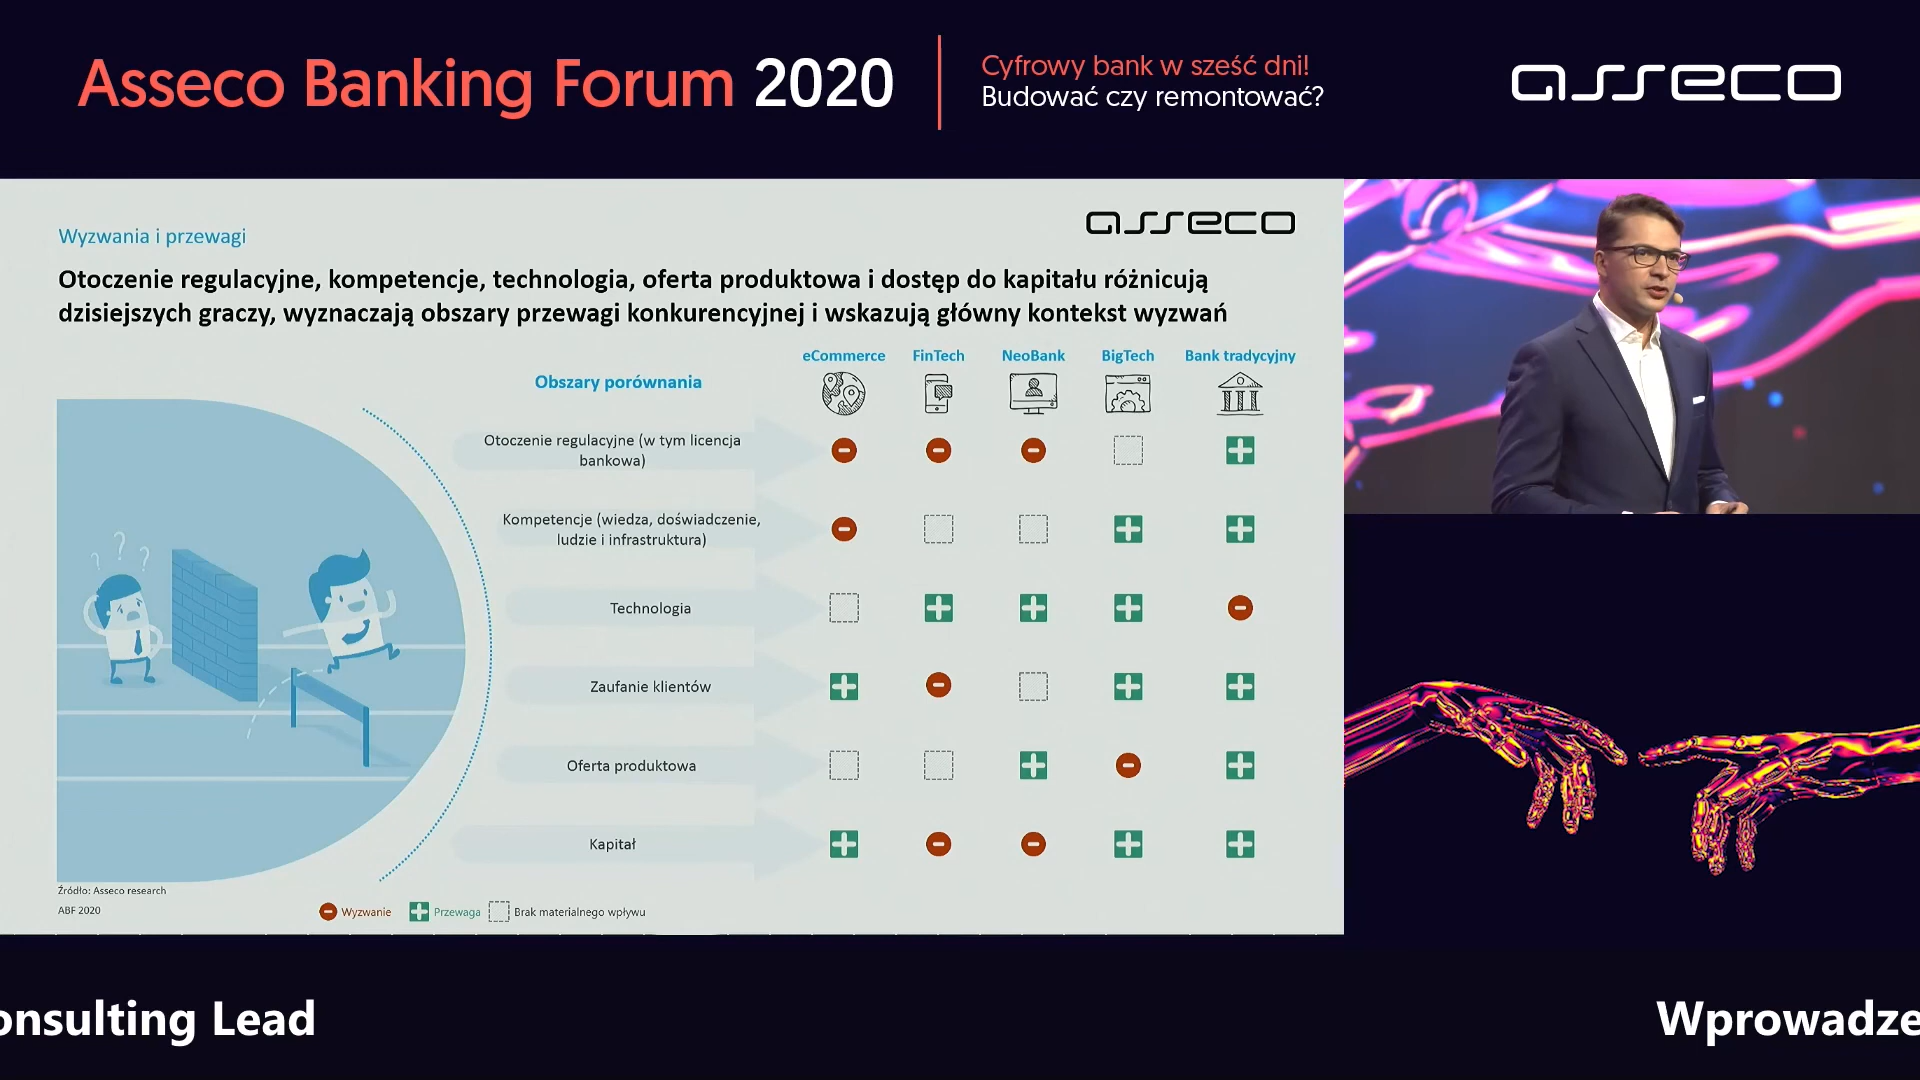 Asseco Banking Forum 2020
Cyfrowy bank w sześć dni!
Budować czy remontować?
asseco
Wyzwania i przewagi
asseco
Otoczenie regulacyjne, kompetencje, technologia, oferta produktowa i dostęp do kapitału różnicują
dzisiejszych graczy, wyznaczają obszary przewagi konkurencyjnej i wskazują główny kontekst wyzwań
Obszary porównania
eCommerce FinTech NeoBank BigTech Bank tradycyjny
Otoczenie regulacyjne (w tym licencja
bankowa)
Kompetencje (wiedza, doświadczenie,
ludzie i infrastruktura)
Technologia
Zaufanie klientów
Oferta produktowa
Kapitał
Źródło: Asseco research
ABF 2020
Wyzwanie Przewaga Brak materialnego wpływu
onsulting Lead
Wprowadze